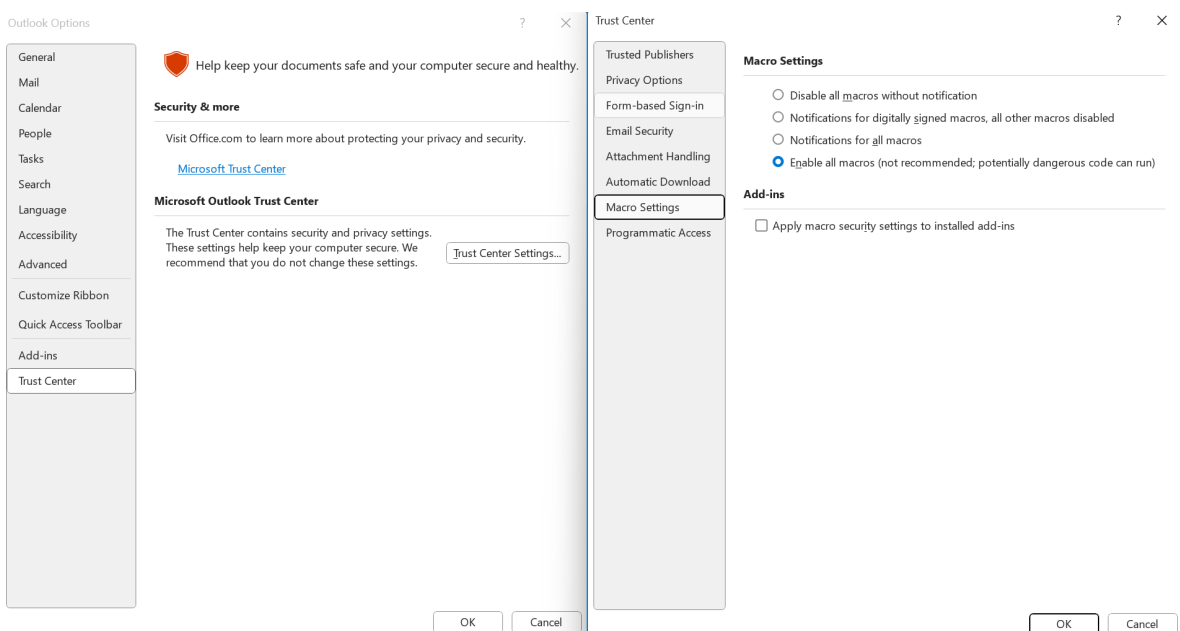 Outlook Options
?
×
General
Mail
Calendar
People
Tasks
Search
Language
Accessibility
Advanced
Customize Ribbon
Quick Access Toolbar
Add-ins
Trust Center
Help keep your documents safe and your computer secure and healthy.
Security & more
Visit Office.com to learn more about protecting your privacy and security.
Microsoft Trust Center
Microsoft Outlook Trust Center
The Trust Center contains security and privacy settings.
These settings help keep your computer secure. We
recommend that you do not change these settings.
Trust Center Settings...
OK
Cancel
Trust Center
?
×
Trusted Publishers
Privacy Options
Form-based Sign-in
Email Security
Attachment Handling
Automatic Download
Macro Settings
Programmatic Access
Macro Settings
Disable all macros without notification
Notifications for digitally signed macros, all other macros disabled
Notifications for all macros
Enable all macros (not recommended; potentially dangerous code can run)
Add-ins
Apply macro security settings to installed add-ins
OK
Cancel